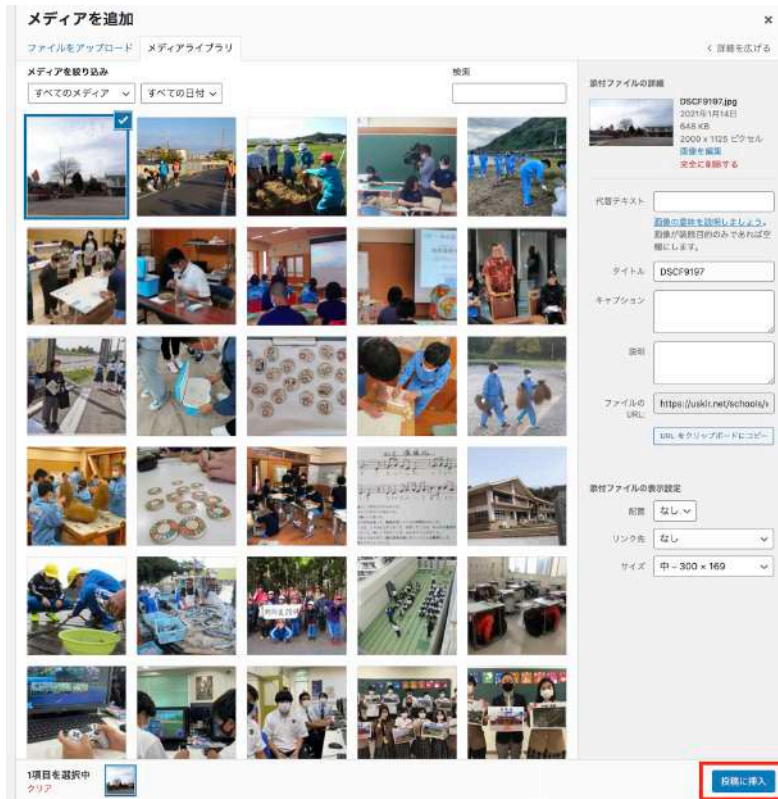 メディアを追加
×
ファイルをアップロード
メディアライブラリ
< 詳細を広げる
メディアを絞り込み
検索
すべてのメディア
すべての日付
添付ファイルの詳細
DSCF9197.jpg
2021年1月14日
648 KB
2000 x 1125 ピクセル
画像を編集
完全に削除する
代替テキスト
画像の意味を説明しましょう。
画像が装飾目的のみであれば空
欄にします。
タイトル
DSCF9197
キャプション
説明
ファイルの
URL:
https://usklr.net/schools/
URL をクリップボードにコピー
添付ファイルの表示設定
配置
なし
リンク先
なし
サイズ
中 – 300 × 169
1項目を選択中
クリア
投稿に挿入